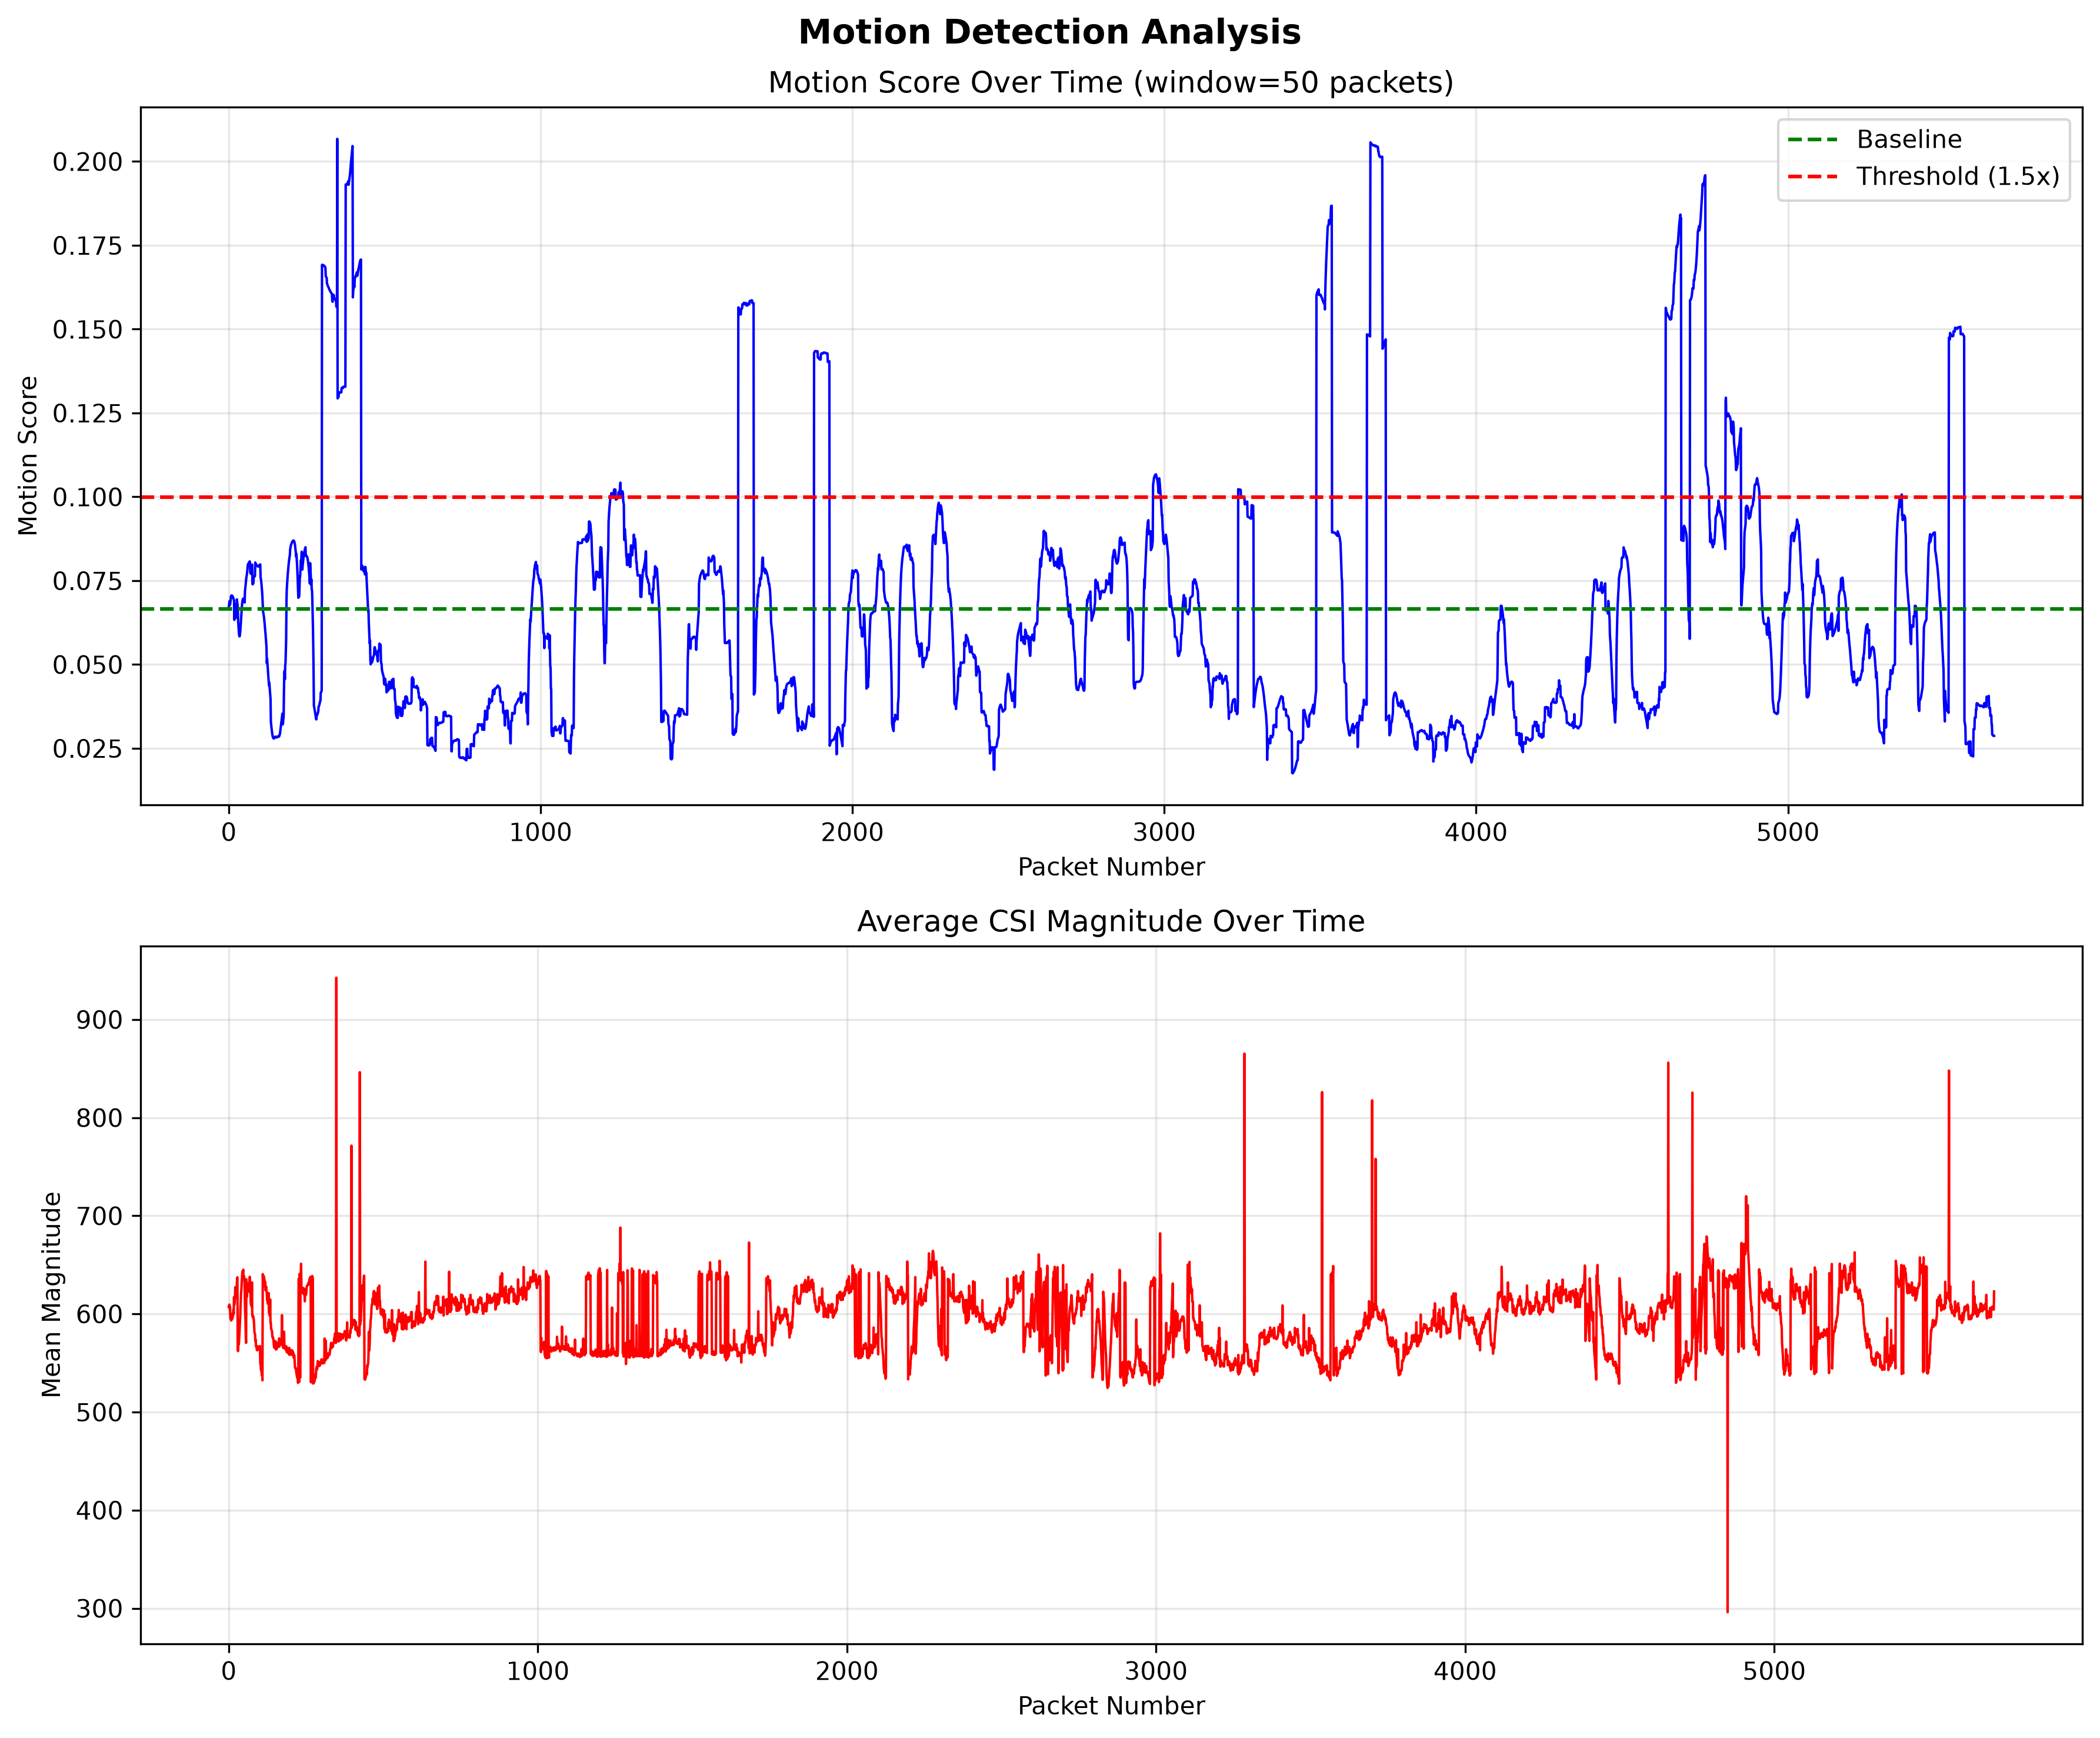 Motion Detection Analysis
Motion Score Over Time (window=50 packets)
Motion Score
0.200
0.175
0.150
0.125
0.100
0.075
0.050
0.025
Baseline
Threshold (1.5x)
0 1000 2000 3000 4000 5000
Packet Number
Average CSI Magnitude Over Time
Mean Magnitude
900
800
700
600
500
400
300
0 1000 2000 3000 4000 5000
Packet Number